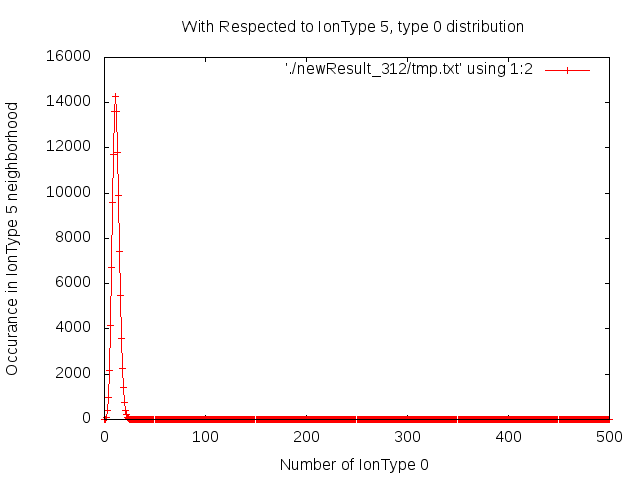 With Respected to IonType 5, type 0 distribution
'./newResult_312/tmp.txt' using 1:2
Occurance in IonType 5 neighborhood
16000
14000
12000
10000
8000
6000
4000
2000
0
0 100 200 300 400 500
Number of IonType 0